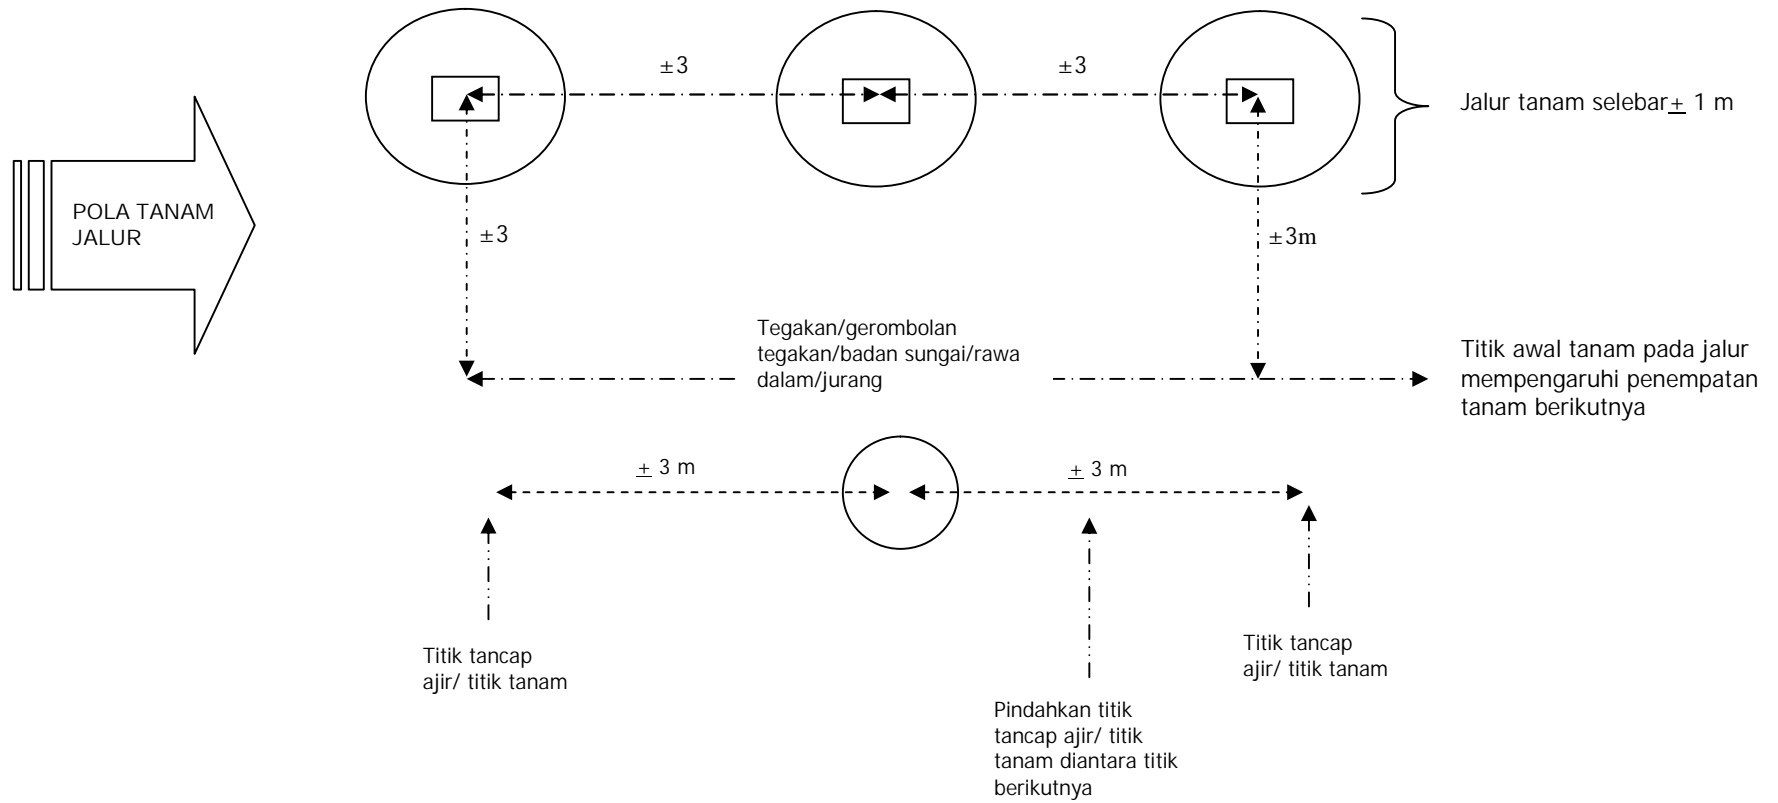 ±3
±3
Jalur tanam selebar± 1 m
POLA TANAM
JALUR
±3
±3m
Tegakan/gerombolan
tegakan/badan sungai/rawa
dalam/jurang
Titik awal tanam pada jalur
mempengaruhi penempatan
tanam berikutnya
± 3 m
± 3 m
Titik tancap
ajir/ titik tanam
Titik tancap
ajir/ titik tanam
Pindahkan titik
tancap ajir/ titik
tanam diantara titik
berikutnya